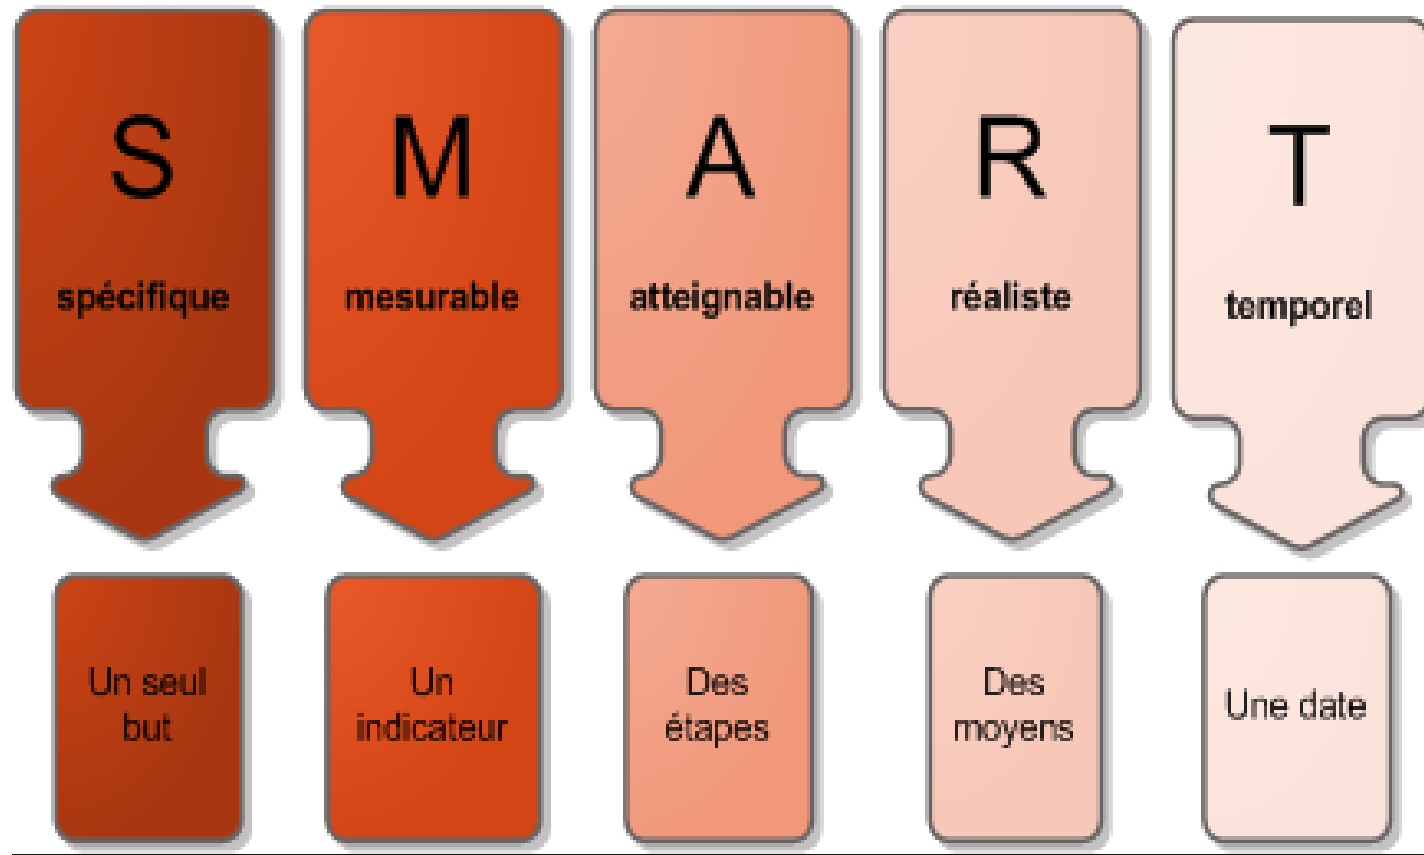 S
spécifique
Un seul
but
M
mesurable
Un
indicateur
A
atteignable
Des
étapes
R
réaliste
Des
moyens
T
temporel
Une date